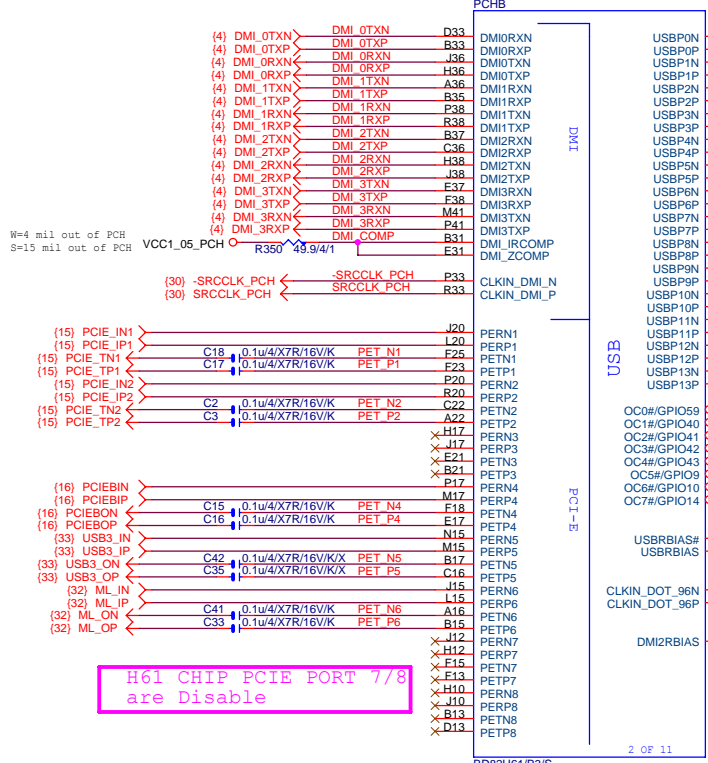 PCHB
{4} DMI_0TXN DMI_0TXN D33 DMI0RXN USBP0N
{4} DMI_0TXP DMI_0TXP B33 DMI0RXP USBP0P
{4} DMI_0RXN DMI_0RXN J36 DMI0TXN USBP1N
{4} DMI_0RXP DMI_0RXP H36 DMI0TXP USBP1P
{4} DMI_1TXN DMI_1TXN A36 DMI1RXN USBP2N
{4} DMI_1TXP DMI_1TXP B35 DMI1RXP USBP2P
{4} DMI_1RXN DMI_1RXN P38 DMI1TXN USBP3N
{4} DMI_1RXP DMI_1RXP R38 DMI1TXP USBP3P
{4} DMI_2TXN DMI_2TXN B37 DMI2RXN USBP4N
{4} DMI_2TXP DMI_2TXP C36 DMI2RXP USBP4P
{4} DMI_2RXN DMI_2RXN H38 DMI2TXN USBP5N
{4} DMI_2RXP DMI_2RXP J38 DMI2TXP USBP5P
{4} DMI_3TXN DMI_3TXN E37 DMI3RXN USBP6N
{4} DMI_3TXP DMI_3TXP F38 DMI3RXP USBP6P
{4} DMI_3RXN DMI_3RXN M41 DMI3TXN USBP7N
{4} DMI_3RXP DMI_3RXP P41 DMI3TXP USBP7P
DMI
W=4 mil out of PCH
S=15 mil out of PCH
VCC1_05_PCH R350 49.9/4/1 DMI_COMP B31 DMI_IRCOMP USBP8N
E31 DMI_ZCOMP USBP8P
USBP9N
{30} -SRCCLK_PCH -SRCCLK_PCH P33 CLKIN_DMI_N USBP9P
{30} SRCCLK_PCH SRCCLK_PCH R33 CLKIN_DMI_P USBP10N
USBP10P
USBP11N
{15} PCIE_IN1 J20 PERN1 USBP11P
{15} PCIE_IP1 L20 PERP1 USBP12N
{15} PCIE_TN1 C18 0.1u/4/X7R/16V/K PET_N1 F25 PETN1 USBP12P
{15} PCIE_TP1 C17 0.1u/4/X7R/16V/K PET_P1 F23 PETP1 USBP13N
{15} PCIE_IN2 P20 PERN2 USBP13P
USB
{15} PCIE_IP2 R20 PERP2
{15} PCIE_TN2 C2 0.1u/4/X7R/16V/K PET_N2 C22 PETN2 OC0#/GPIO59
{15} PCIE_TP2 C3 0.1u/4/X7R/16V/K PET_P2 A22 PETP2 OC1#/GPIO40
H17 PERN3 OC2#/GPIO41
J17 PERP3 OC3#/GPIO42
E21 PETN3 OC4#/GPIO43
B21 PETP3 OC5#/GPIO9
{16} PCIEBIN P17 PERN4 OC6#/GPIO10
{16} PCIEBIP M17 PERP4 OC7#/GPIO14
{16} PCIEBON C15 0.1u/4/X7R/16V/K PET_N4 F18 PETN4
{16} PCIEBOP C16 0.1u/4/X7R/16V/K PET_P4 E17 PETP4
PCI-E
{33} USB3_IN N15 PERN5 USBRBIAS#
{33} USB3_IP M15 PERP5 USBRBIAS
{33} USB3_ON C42 0.1u/4/X7R/16V/K/X PET_N5 B17 PETN5
{33} USB3_OP C35 0.1u/4/X7R/16V/K/X PET_P5 C16 PETP5
{32} ML_IN J15 PERN6 CLKIN_DOT_96N
{32} ML_IP L15 PERP6 CLKIN_DOT_96P
{32} ML_ON C41 0.1u/4/X7R/16V/K PET_N6 A16 PETN6
{32} ML_OP C33 0.1u/4/X7R/16V/K PET_P6 B15 PETP6
J12 PERN7 DMI2RBIAS
H12 PERP7
F15 PETN7
F13 PETP7
H10 PERN8
J10 PERP8
B13 PETN8
D13 PETP8
H61 CHIP PCIE PORT 7/8
are Disable
2 OF 11
BD82H61/B3/S